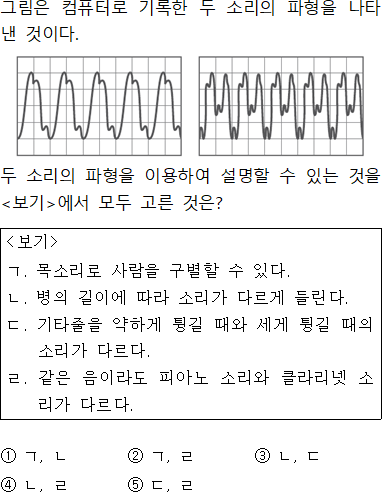 그림은 컴퓨터로 기록한 두 소리의 파형을 나타
낸 것이다.
두 소리의 파형을 이용하여 설명할 수 있는 것을
<보기>에서 모두 고른 것은?
<보기>
ㄱ. 목소리로 사람을 구별할 수 있다.
ㄴ. 병의 길이에 따라 소리가 다르게 들린다.
ㄷ. 기타줄을 약하게 튕길 때와 세게 튕길 때의
소리가 다르다.
ㄹ. 같은 음이라도 피아노 소리와 클라리넷 소
리가 다르다.
① ㄱ, ㄴ ② ㄱ, ㄹ ③ ㄴ, ㄷ
④ ㄴ, ㄹ ⑤ ㄷ, ㄹ